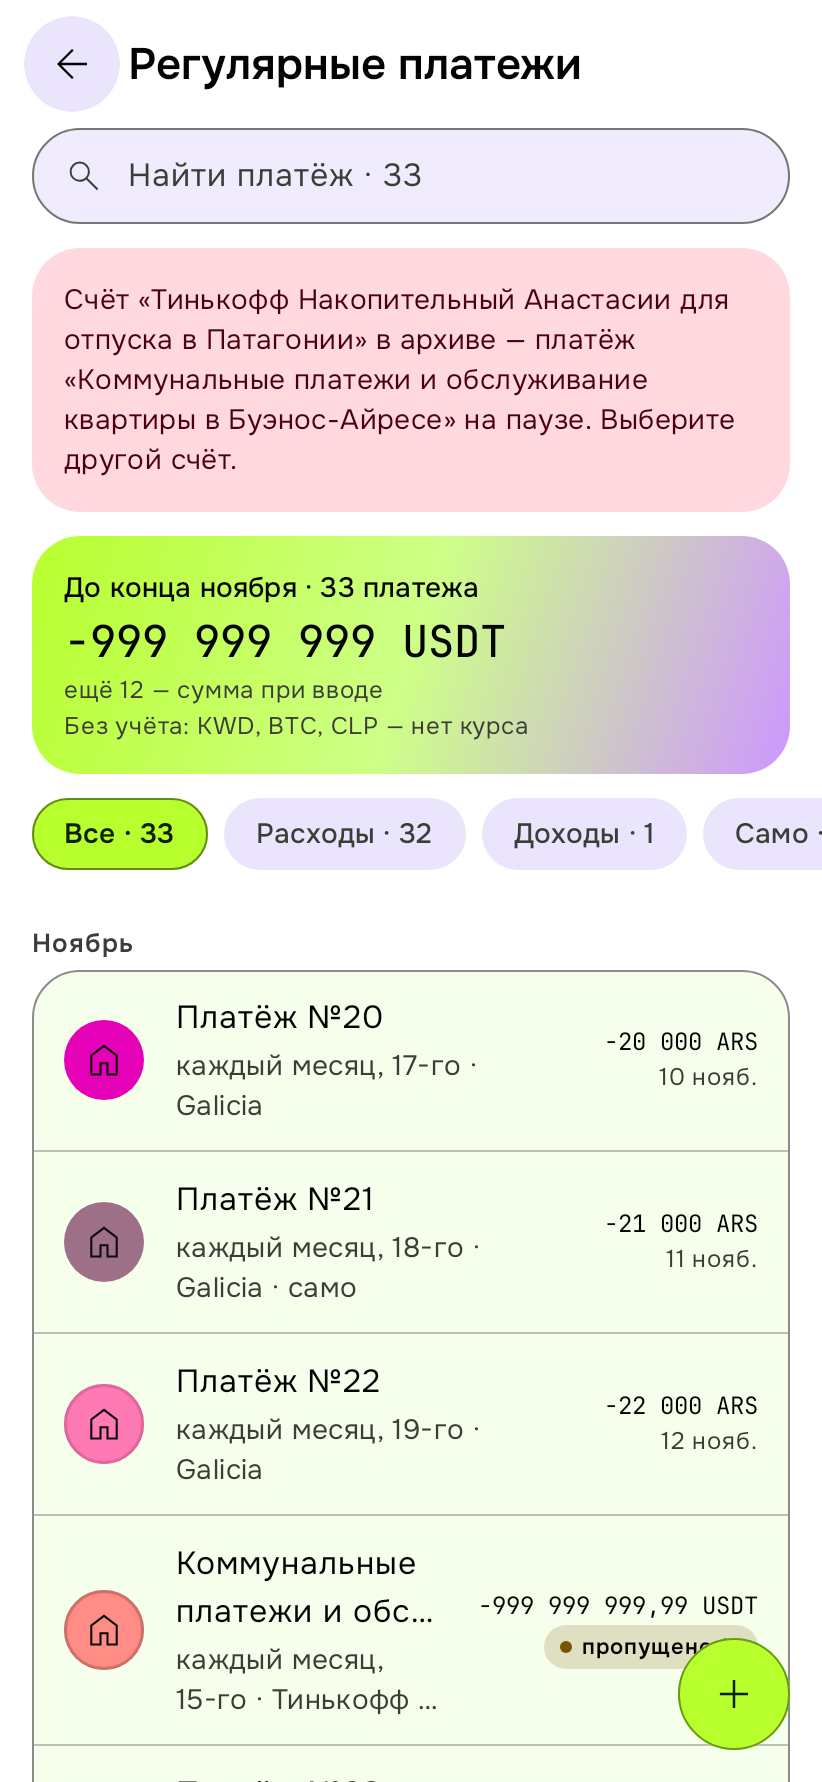 Регулярные платежи
Найти платёж · 33
Счёт «Тинькофф Накопительный Анастасии для
отпуска в Патагонии» в архиве — платёж
«Коммунальные платежи и обслуживание
квартиры в Буэнос-Айресе» на паузе. Выберите
другой счёт.
До конца ноября · 33 платежа
-999 999 999 USDT
ещё 12 — сумма при вводе
Без учёта: KWD, BTC, CLP — нет курса
Все · 33
Расходы · 32
Доходы · 1
Само ·
Ноябрь
Платёж №20
каждый месяц, 17-го ·
Galicia
-20 000 ARS
10 нояб.
Платёж №21
каждый месяц, 18-го ·
Galicia · само
-21 000 ARS
11 нояб.
Платёж №22
каждый месяц, 19-го ·
Galicia
-22 000 ARS
12 нояб.
Коммунальные
платежи и обс...
каждый месяц,
15-го · Тинькофф ...
-999 999 999,99 USDT
пропущено